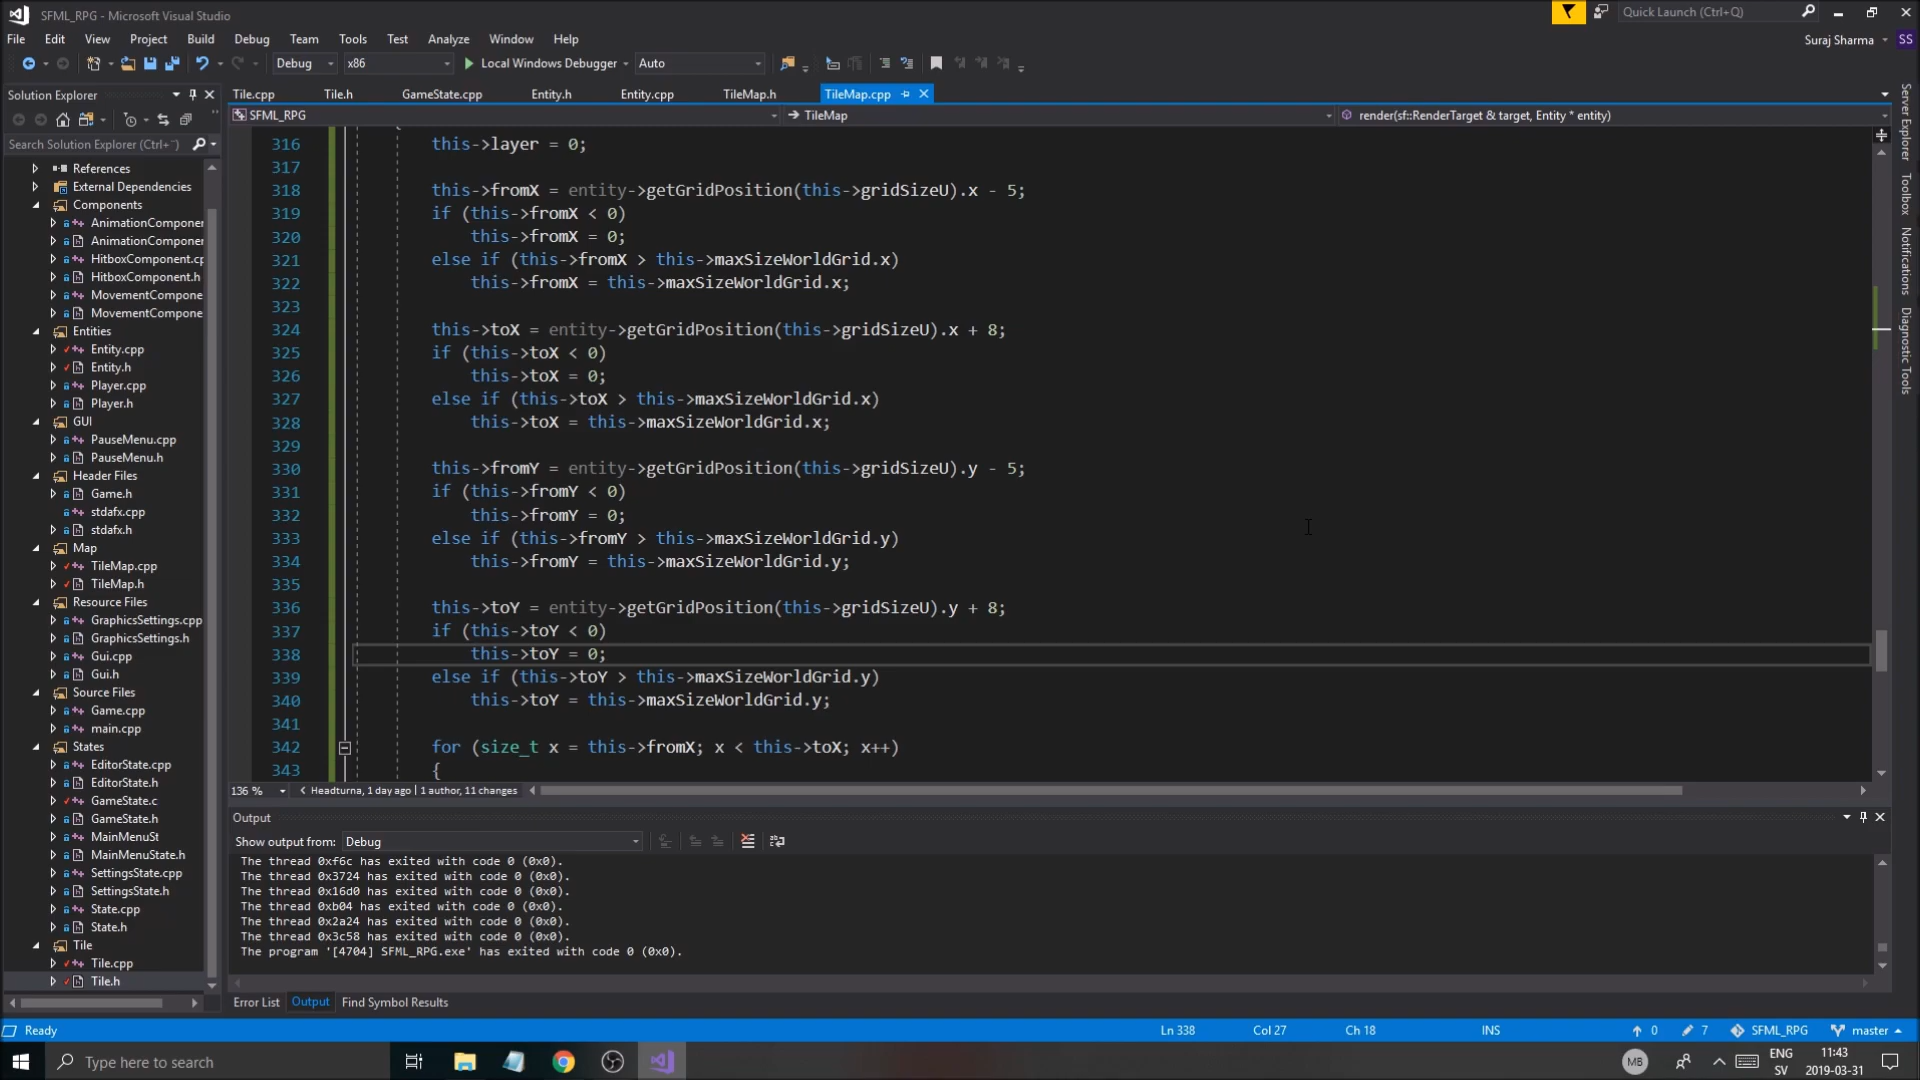 SFML_RPG - Microsoft Visual Studio
Quick Launch (Ctrl+Q)
File Edit View Project Build Debug Team Tools Test Analyze Window Help
Suraj Sharma SS
Debug x86 Local Windows Debugger Auto
Solution Explorer
Search Solution Explorer (Ctrl+¨)
References
External Dependencies
Components
AnimationComponen
AnimationComponen
HitboxComponent.cp
HitboxComponent.h
MovementCompone
MovementCompone
Entities
Entity.cpp
Entity.h
Player.cpp
Player.h
GUI
PauseMenu.cpp
PauseMenu.h
Header Files
Game.h
stdafx.cpp
stdafx.h
Map
TileMap.cpp
TileMap.h
Resource Files
GraphicsSettings.cpp
GraphicsSettings.h
Gui.cpp
Gui.h
Source Files
Game.cpp
main.cpp
States
EditorState.cpp
EditorState.h
GameState.c
GameState.h
MainMenuSt
MainMenuState.h
SettingsState.cpp
SettingsState.h
State.cpp
State.h
Tile
Tile.cpp
Tile.h
Tile.cpp Tile.h GameState.cpp Entity.h Entity.cpp TileMap.h TileMap.cpp
SFML_RPG TileMap render(sf::RenderTarget & target, Entity * entity)
316 this->layer = 0;
317
318 this->fromX = entity->getGridPosition(this->gridSizeU).x - 5;
319 if (this->fromX < 0)
320 this->fromX = 0;
321 else if (this->fromX > this->maxSizeWorldGrid.x)
322 this->fromX = this->maxSizeWorldGrid.x;
323
324 this->toX = entity->getGridPosition(this->gridSizeU).x + 8;
325 if (this->toX < 0)
326 this->toX = 0;
327 else if (this->toX > this->maxSizeWorldGrid.x)
328 this->toX = this->maxSizeWorldGrid.x;
329
330 this->fromY = entity->getGridPosition(this->gridSizeU).y - 5;
331 if (this->fromY < 0)
332 this->fromY = 0;
333 else if (this->fromY > this->maxSizeWorldGrid.y)
334 this->fromY = this->maxSizeWorldGrid.y;
335
336 this->toY = entity->getGridPosition(this->gridSizeU).y + 8;
337 if (this->toY < 0)
338 this->toY = 0;
339 else if (this->toY > this->maxSizeWorldGrid.y)
340 this->toY = this->maxSizeWorldGrid.y;
341
342 for (size_t x = this->fromX; x < this->toX; x++)
343 {
136 % Headturna, 1 day ago | 1 author, 11 changes
Output
Show output from: Debug
The thread 0xf6c has exited with code 0 (0x0).
The thread 0x3724 has exited with code 0 (0x0).
The thread 0x16d0 has exited with code 0 (0x0).
The thread 0xb04 has exited with code 0 (0x0).
The thread 0x2a24 has exited with code 0 (0x0).
The thread 0x3c58 has exited with code 0 (0x0).
The program '[4704] SFML_RPG.exe' has exited with code 0 (0x0).
Error List Output Find Symbol Results
Server Explorer
Toolbox
Notifications
Diagnostic Tools
Ready Ln 338 Col 27 Ch 18 INS 0 7 SFML_RPG master
Type here to search
MB ENG 11:43
SV 2019-03-31